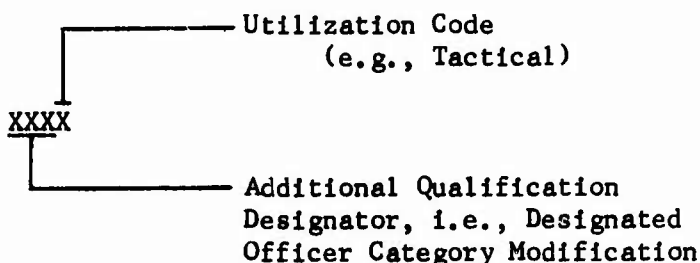 Utilization Code
(e.g., Tactical)
XXXX
Additional Qualification
Designator, i.e., Designated
Officer Category Modification